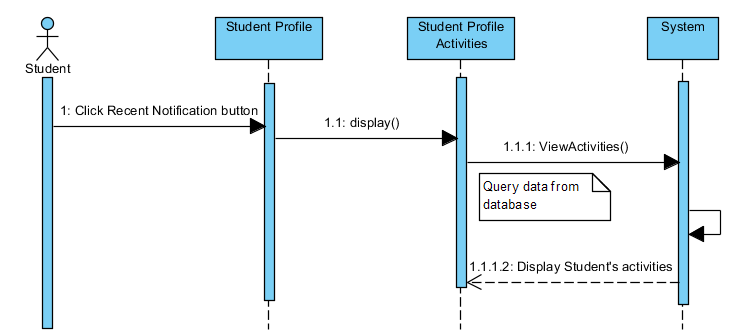 Student Profile
Student Profile
Activities
System
Student
1: Click Recent Notification button
1.1: display()
1.1.1: ViewActivities()
Query data from
database
1.1.1.2: Display Student's activities